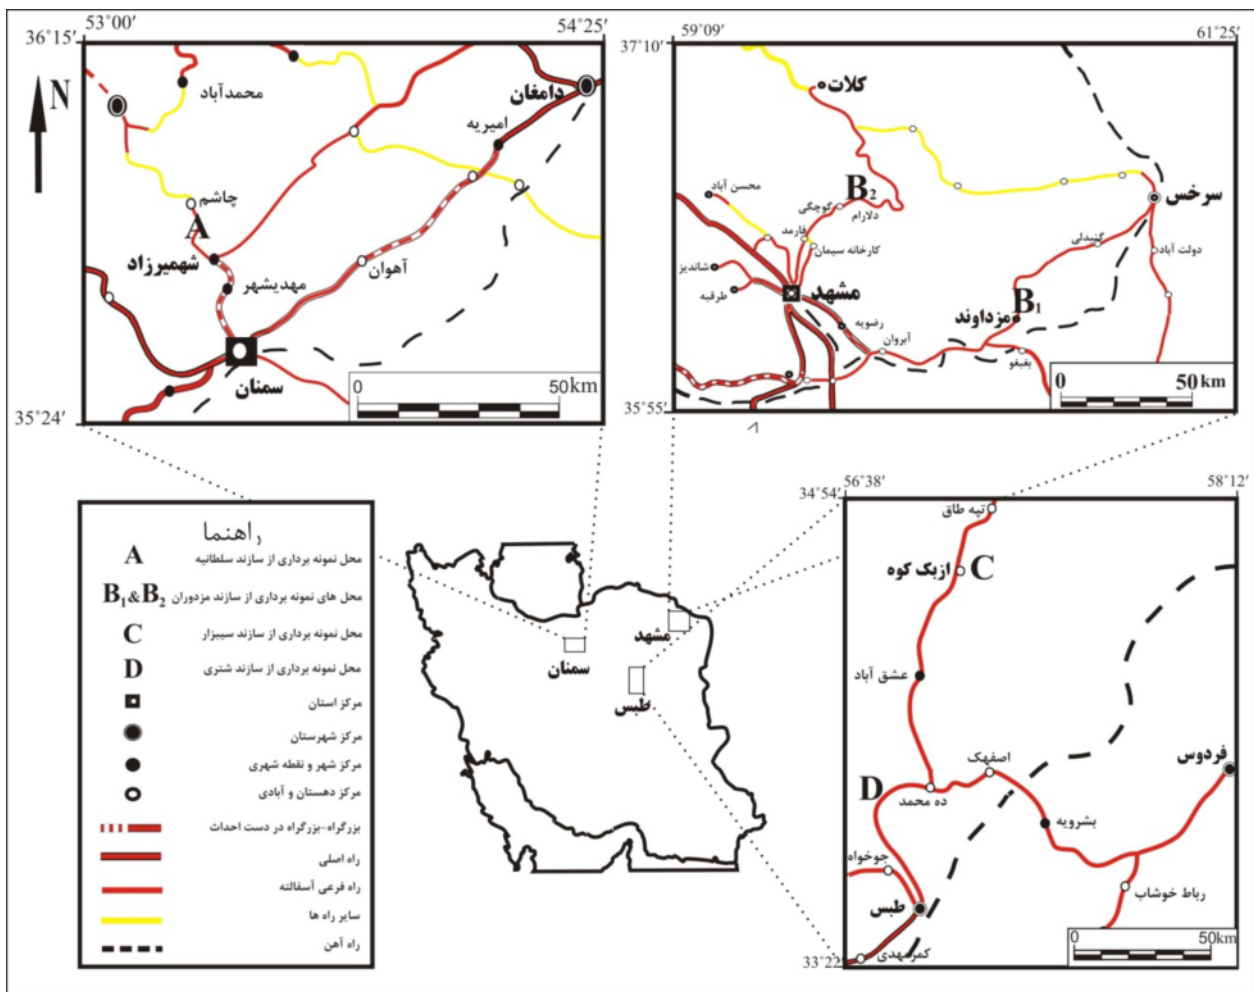 53°00′
54°25′
36°15′
35°24′
N
محمدآباد
دامغان
امیریه
چاشم
A
شهمیرزاد
مهدیشهر
آهوان
سمنان
0
50km
59°09′
61°25′
37°10′
35°55′
کلات
B2
محسن آباد
گوچگی
دلارام
فارمد
کارخانه سیمان
سرخس
گنبدلی
دولت آباد
شاندیز
طرقبه
مشهد
رضویه
آبروان
B1
مزداوند
بغبغو
0
50 km
راهنما
A
محل نمونه برداری از سازند سلطانیه
B1&B2
محل های نمونه برداری از سازند مزدوران
C
محل نمونه برداری از سازند سیبزار
D
محل نمونه برداری از سازند شتری
مرکز استان
مرکز شهرستان
مرکز شهر و نقطه شهری
مرکز دهستان و آبادی
بزرگراه-بزرگراه در دست احداث
راه اصلی
راه فرعی آسفالته
سایر راه ها
راه آهن
مشهد
سمنان
طبس
56°38′
58°12′
34°54′
33°22′
تپه طاق
ازبک کوه
C
عشق آباد
اصفهک
فردوس
D
ده محمد
بشرویه
جوخواه
رباط خوشاب
طبس
کمرمهدی
0
50km